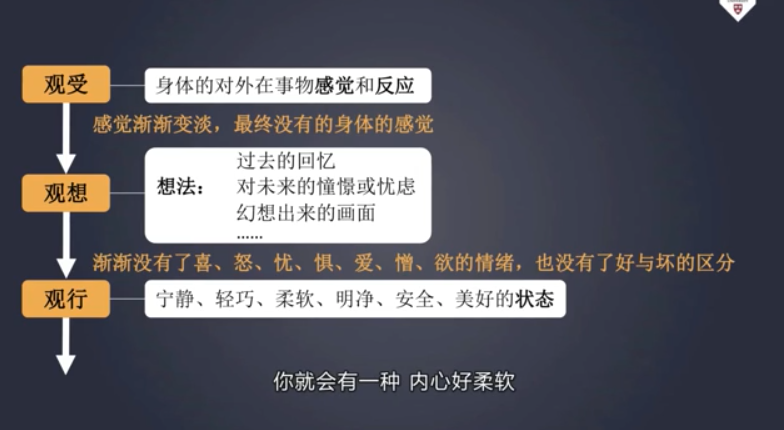 观受
身体的对外在事物感觉和反应
感觉渐渐变淡，最终没有的身体的感觉
观想
想法：
过去的回忆
对未来的憧憬或忧虑
幻想出来的画面
……
渐渐没有了喜、怒、忧、惧、爱、憎、欲的情绪，也没有了好与坏的区分
观行
宁静、轻巧、柔软、明净、安全、美好的状态
你就会有一种 内心好柔软